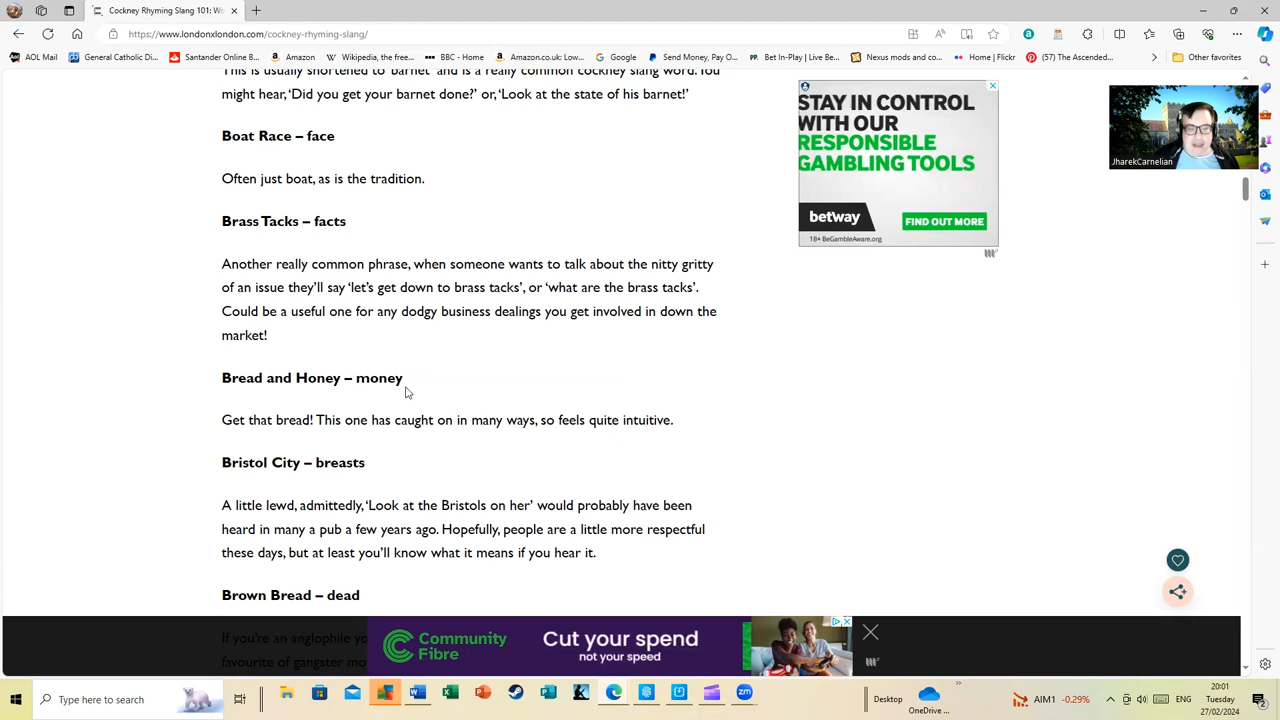 Cockney Rhyming Slang 101: Wo
https://www.londonxlondon.com/cockney-rhyming-slang/
AOL Mail
General Catholic Di...
Santander Online B...
Amazon
Wikipedia, the free...
BBC - Home
Amazon.co.uk: Low...
Google
Send Money, Pay O...
Bet In-Play | Live Be...
Nexus mods and co...
Home | Flickr
(57) The Ascended...
Other favorites
This is usually shortened to 'barnet' and is a really common cockney slang word. You
might hear, 'Did you get your barnet done?' or, 'Look at the state of his barnet!'
Boat Race – face
Often just boat, as is the tradition.
Brass Tacks – facts
Another really common phrase, when someone wants to talk about the nitty gritty
of an issue they'll say 'let's get down to brass tacks', or 'what are the brass tacks'.
Could be a useful one for any dodgy business dealings you get involved in down the
market!
Bread and Honey – money
Get that bread! This one has caught on in many ways, so feels quite intuitive.
Bristol City – breasts
A little lewd, admittedly, 'Look at the Bristols on her' would probably have been
heard in many a pub a few years ago. Hopefully, people are a little more respectful
these days, but at least you'll know what it means if you hear it.
Brown Bread – dead
If you're an anglophile yo
favourite of gangster mo
STAY IN CONTROL
WITH OUR
RESPONSIBLE
GAMBLING TOOLS
betway
FIND OUT MORE
18+ BeGambleAware.org
JharekCarnelian
Community
Fibre
Cut your spend
not your speed
Type here to search
Desktop
OneDrive ...
AIM1 -0.29%
ENG
20:01
Tuesday
27/02/2024